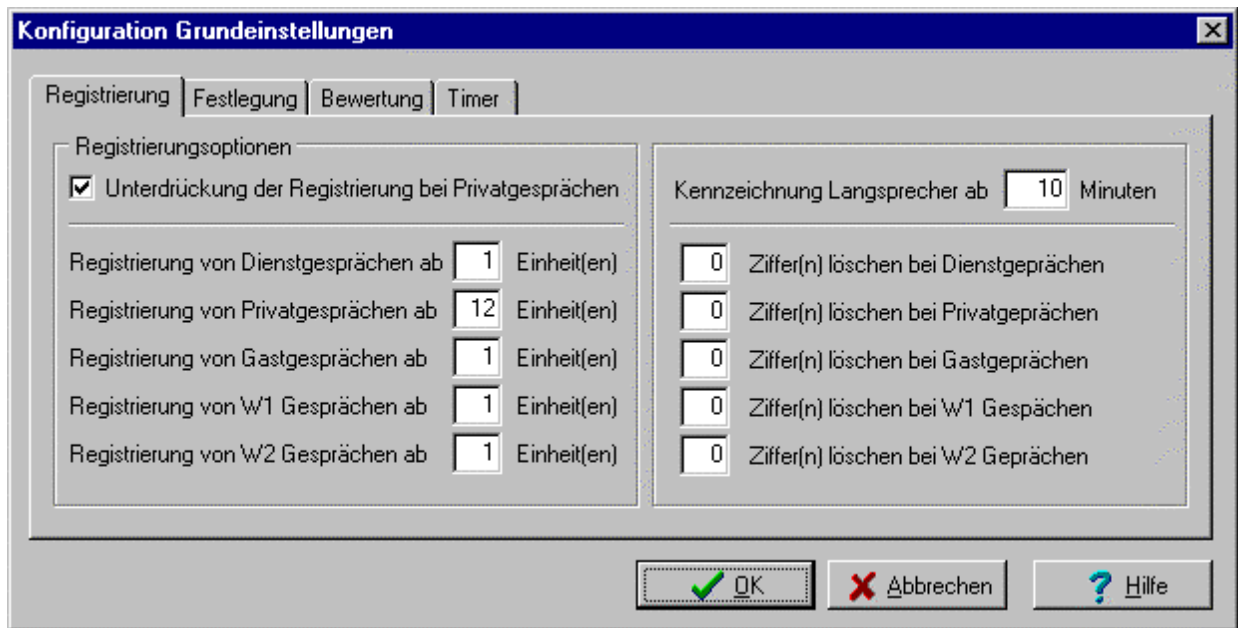 Konfiguration Grundeinstellungen
Registrierung Festlegung Bewertung Timer
Registrierungsoptionen
Unterdrückung der Registrierung bei Privatgesprächen
Registrierung von Dienstgesprächen ab 1 Einheit(en)
Registrierung von Privatgesprächen ab 12 Einheit(en)
Registrierung von Gastgesprächen ab 1 Einheit(en)
Registrierung von W1 Gesprächen ab 1 Einheit(en)
Registrierung von W2 Gesprächen ab 1 Einheit(en)
Kennzeichnung Langsprecher ab 10 Minuten
0 Ziffer(n) löschen bei Dienstgeprächen
0 Ziffer(n) löschen bei Privatgeprächen
0 Ziffer(n) löschen bei Gastgeprächen
0 Ziffer(n) löschen bei W1 Gespächen
0 Ziffer(n) löschen bei W2 Geprächen
OK Abbrechen Hilfe